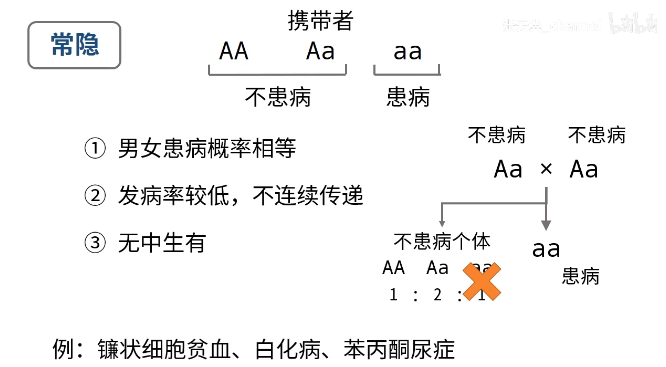 携带者
常隐
AA Aa aa
不患病 患病
① 男女患病概率相等
② 发病率较低，不连续传递
③ 无中生有
不患病 不患病
Aa × Aa
不患病个体
aa
患病
AA Aa aa
1 : 2 : 1
例：镰状细胞贫血、白化病、苯丙酮尿症